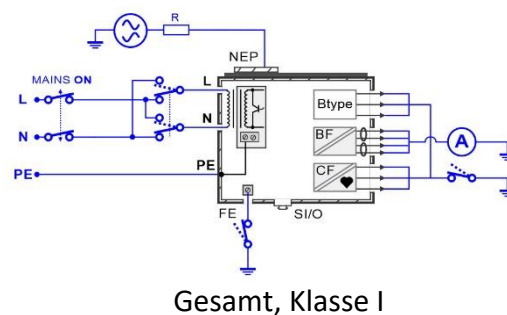 R
NEP
MAINS ON
L
L
N
N
PE
PE
Btype
BF
CF
A
FE
SI/O
Gesamt, Klasse I